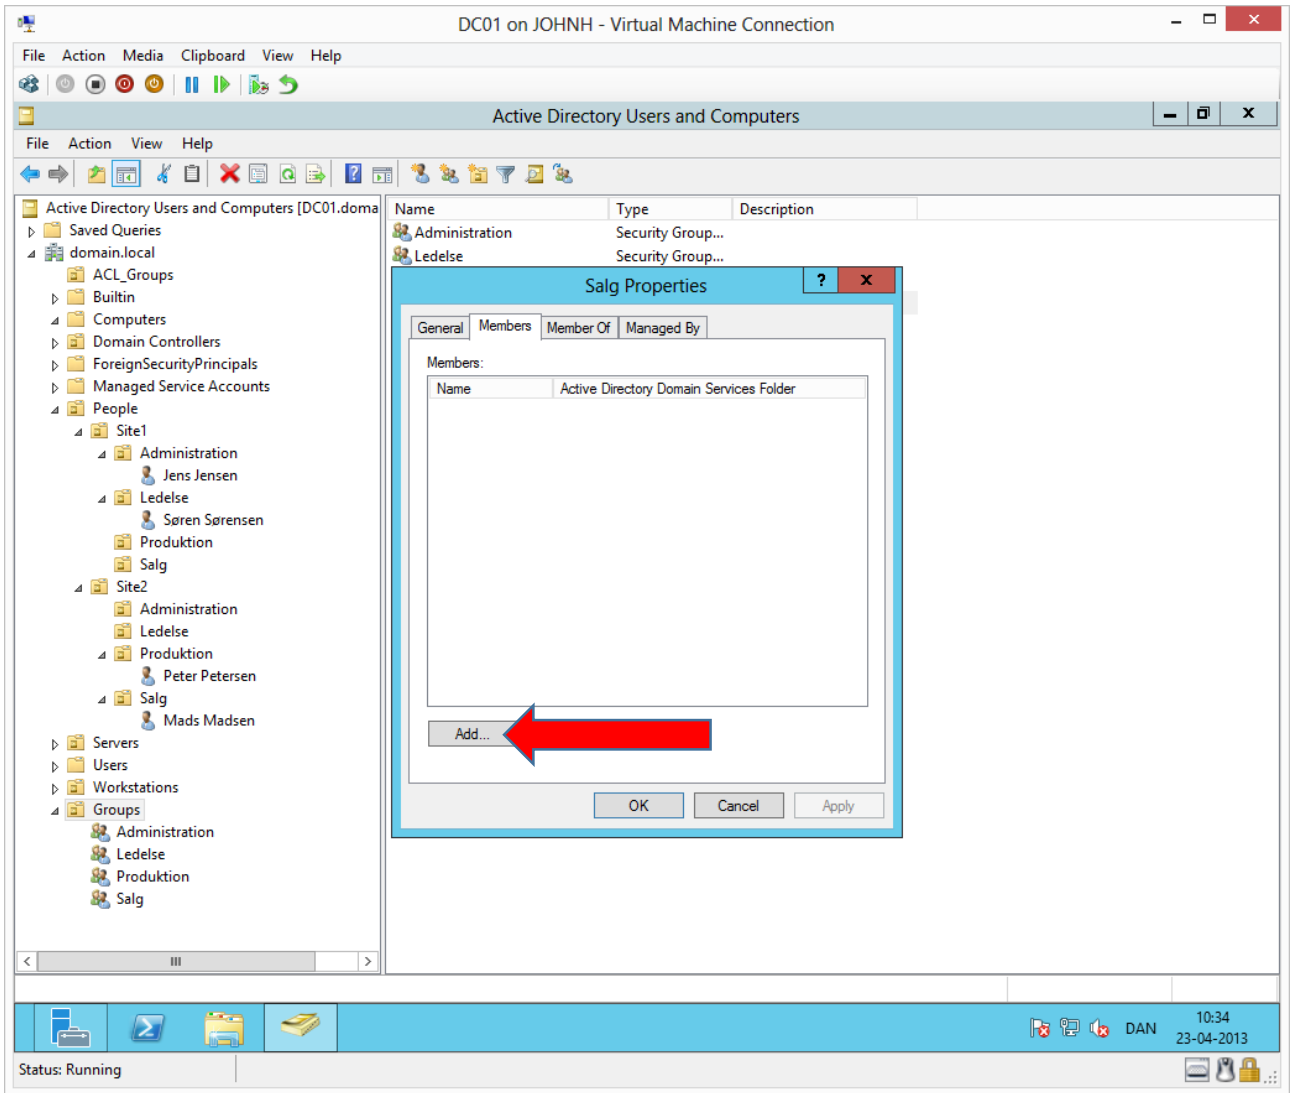 DC01 on JOHNH - Virtual Machine Connection
File Action Media Clipboard View Help
Active Directory Users and Computers
File Action View Help
Active Directory Users and Computers [DC01.doma
Saved Queries
domain.local
ACL_Groups
Builtin
Computers
Domain Controllers
ForeignSecurityPrincipals
Managed Service Accounts
People
Site1
Administration
Jens Jensen
Ledelse
Søren Sørensen
Produktion
Salg
Site2
Administration
Ledelse
Produktion
Peter Petersen
Salg
Mads Madsen
Servers
Users
Workstations
Groups
Administration
Ledelse
Produktion
Salg
Name Type Description
Administration Security Group...
Ledelse Security Group...
Salg Properties
General Members Member Of Managed By
Members:
Name Active Directory Domain Services Folder
Add...
OK Cancel Apply
DAN
10:34
23-04-2013
Status: Running